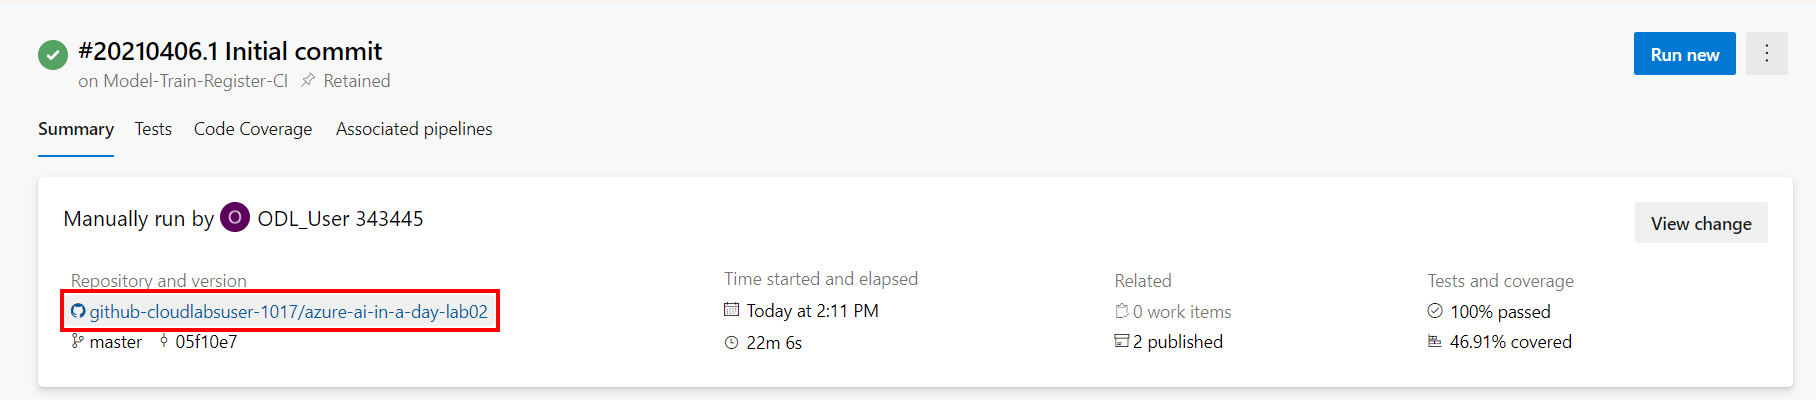 #20210406.1 Initial commit
Run new
on Model-Train-Register-CI Retained
Summary Tests Code Coverage Associated pipelines
Manually run by O ODL_User 343445
View change
Repository and version
github-cloudlabsuser-1017/azure-ai-in-a-day-lab02
master 05f10e7
Time started and elapsed
Today at 2:11 PM
22m 6s
Related
0 work items
2 published
Tests and coverage
100% passed
46.91% covered